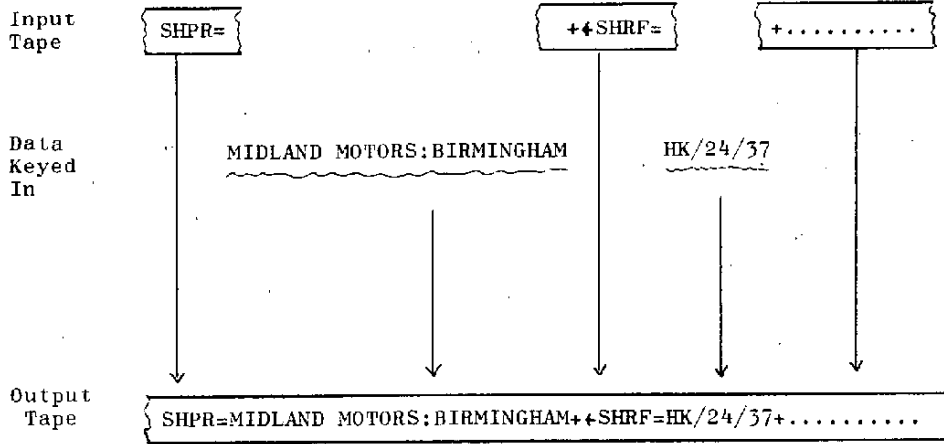 Input
Tape
SHPR=
+←SHRF=
+..........
Data
Keyed
In
MIDLAND MOTORS:BIRMINGHAM
HK/24/37
Output
Tape
SHPR=MIDLAND MOTORS:BIRMINGHAM+←SHRF=HK/24/37+..........